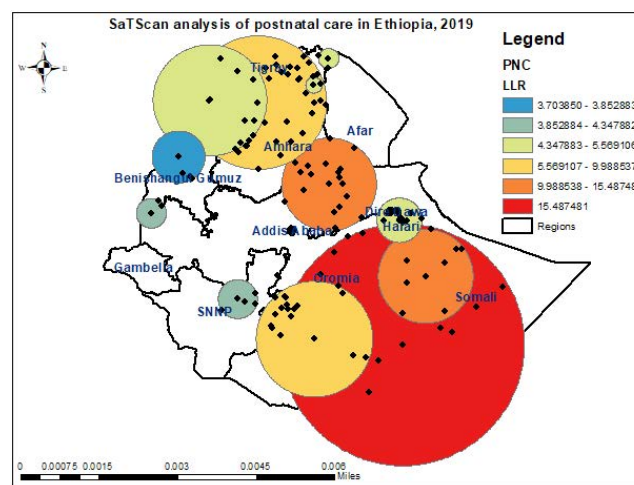 SaTScan analysis of postnatal care in Ethiopia, 2019
N
W E
S
Legend
PNC
LLR
3.703850 - 3.852883
3.852884 - 4.347882
4.347883 - 5.569106
5.569107 - 9.988537
9.988538 - 15.48748
15.487481
Regions
Tigray
Afar
Amhara
Benishangul Gumuz
Dire Dawa
Addis Ababa
Harari
Gambella
Oromia
Somali
SNNP
0 0.00075 0.0015 0.003 0.0045 0.006
Miles